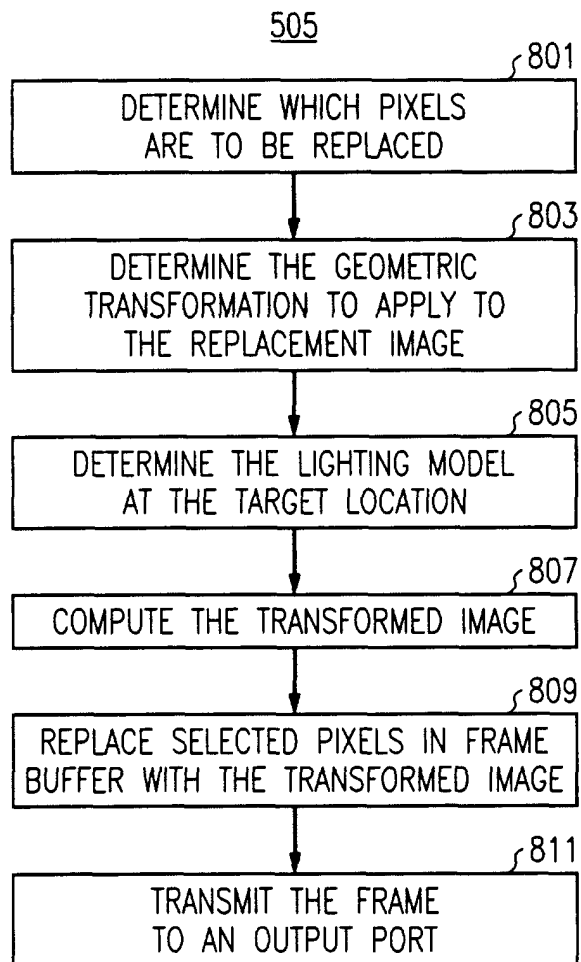 505
801
DETERMINE WHICH PIXELS
ARE TO BE REPLACED
803
DETERMINE THE GEOMETRIC
TRANSFORMATION TO APPLY TO
THE REPLACEMENT IMAGE
805
DETERMINE THE LIGHTING MODEL
AT THE TARGET LOCATION
807
COMPUTE THE TRANSFORMED IMAGE
809
REPLACE SELECTED PIXELS IN FRAME
BUFFER WITH THE TRANSFORMED IMAGE
811
TRANSMIT THE FRAME
TO AN OUTPUT PORT